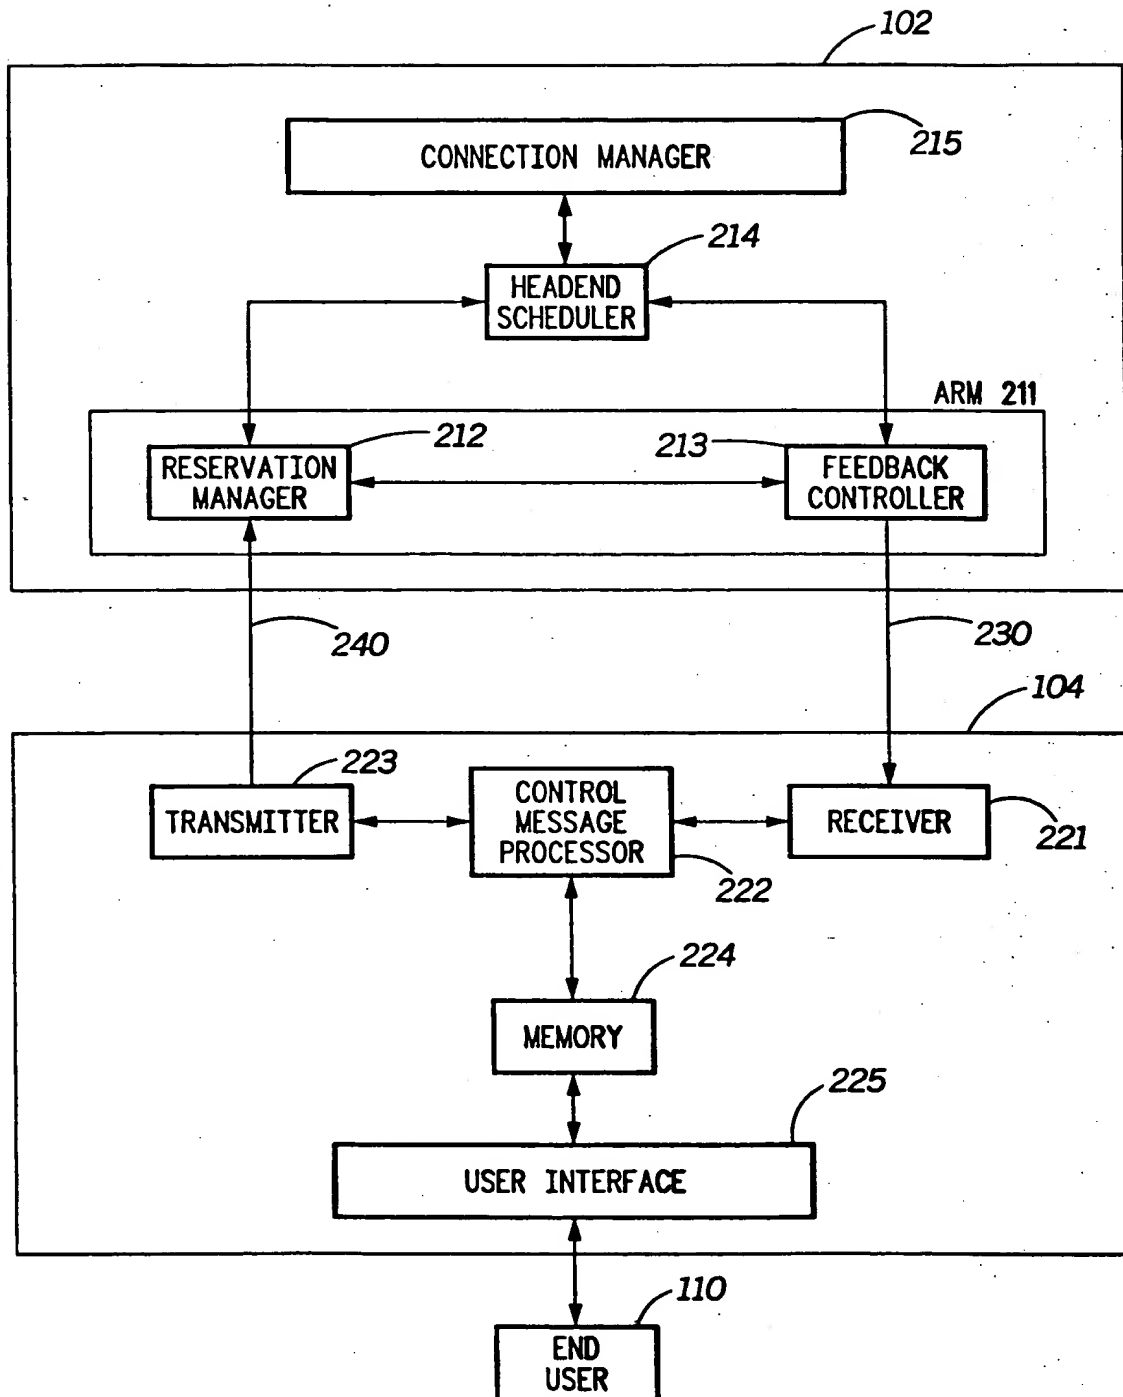 102
CONNECTION MANAGER
215
214
HEADEND
SCHEDULER
ARM 211
212
213
RESERVATION
MANAGER
FEEDBACK
CONTROLLER
240
230
104
223
TRANSMITTER
CONTROL
MESSAGE
PROCESSOR
RECEIVER
221
222
224
MEMORY
225
USER INTERFACE
110
END
USER